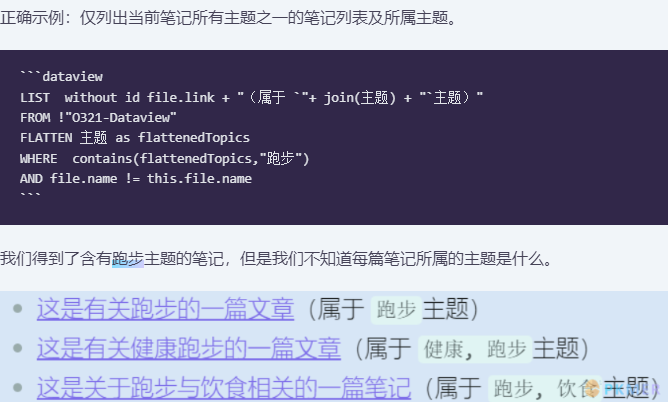 正确示例：仅列出当前笔记所有主题之一的笔记列表及所属主题。
```dataview
LIST  without id file.link + "（属于 `"+ join(主题) + "`主题）"
FROM !"O321-Dataview"
FLATTEN 主题 as flattenedTopics
WHERE  contains(flattenedTopics,"跑步")
AND file.name != this.file.name
```
我们得到了含有跑步主题的笔记，但是我们不知道每篇笔记所属的主题是什么。
• 这是有关跑步的一篇文章（属于 跑步主题）
• 这是有关健康跑步的一篇文章（属于 健康, 跑步主题）
• 这是关于跑步与饮食相关的一篇笔记（属于 跑步, 饮食主题）